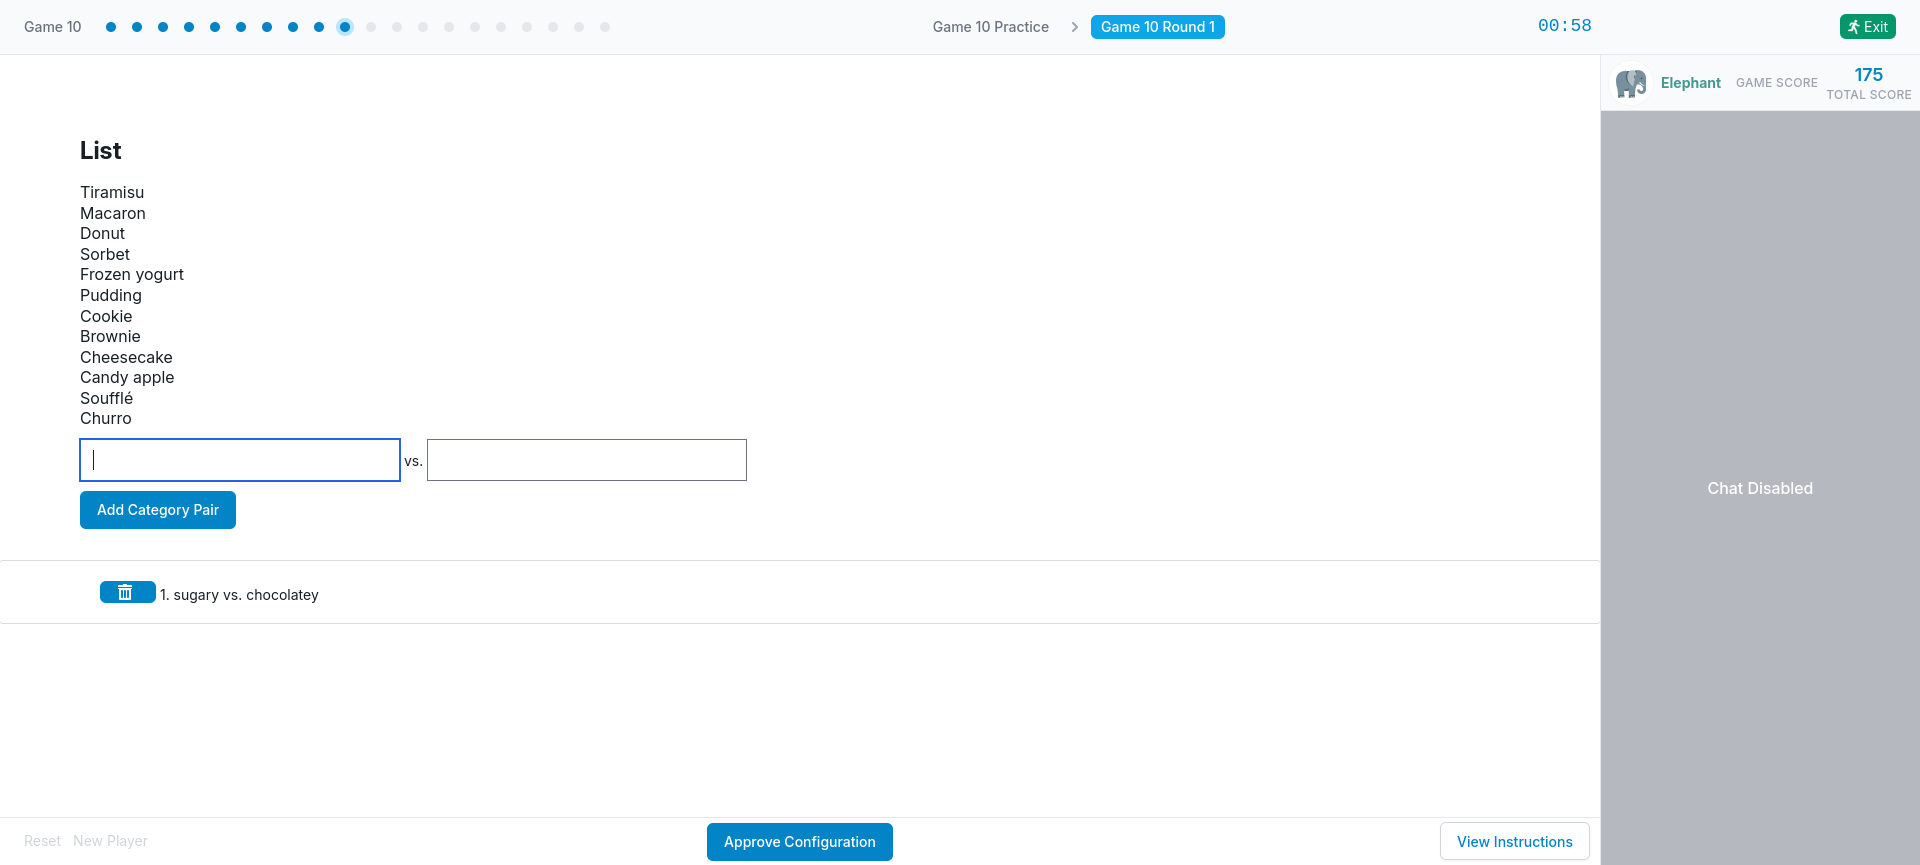 Game 10
Game 10 Practice
Game 10 Round 1
00:58
Exit
Elephant
GAME SCORE
175
TOTAL SCORE
List
Tiramisu
Macaron
Donut
Sorbet
Frozen yogurt
Pudding
Cookie
Brownie
Cheesecake
Candy apple
Soufflé
Churro
vs.
Add Category Pair
1. sugary vs. chocolatey
Chat Disabled
Reset New Player
Approve Configuration
View Instructions